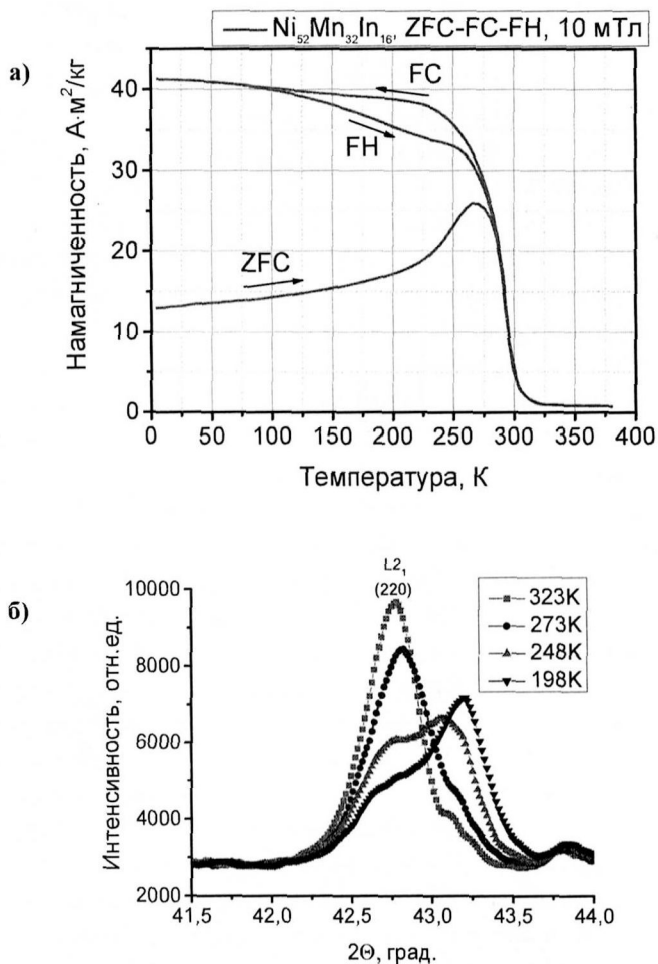 Ni52Mn32In16, ZFC-FC-FH, 10 мТл
а)
Намагниченность, А·м²/кг
40
30
20
10
0
FC
FH
ZFC
0 50 100 150 200 250 300 350 400
Температура, К
б)
L2₁
(220)
Интенсивность, отн.ед.
10000
8000
6000
4000
2000
323K
273K
248K
198K
41,5 42,0 42,5 43,0 43,5 44,0
2Θ, град.